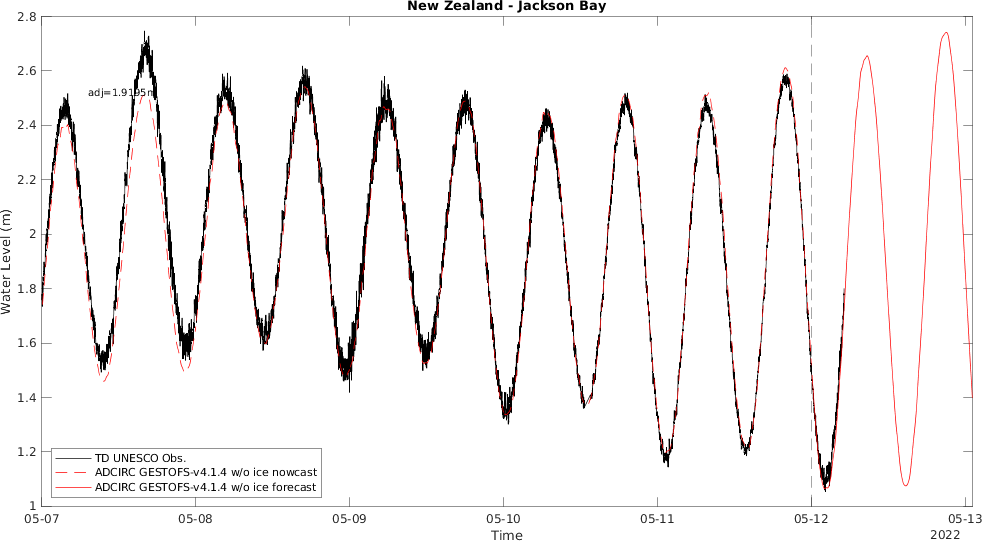 New Zealand - Jackson Bay
2.8
2.6
2.4
2.2
2
1.8
1.6
1.4
1.2
1
Water Level (m)
adj=1.9195m
TD UNESCO Obs.
ADCIRC GESTOFS-v4.1.4 w/o ice nowcast
ADCIRC GESTOFS-v4.1.4 w/o ice forecast
05-07 05-08 05-09 05-10 05-11 05-12 05-13
Time
2022